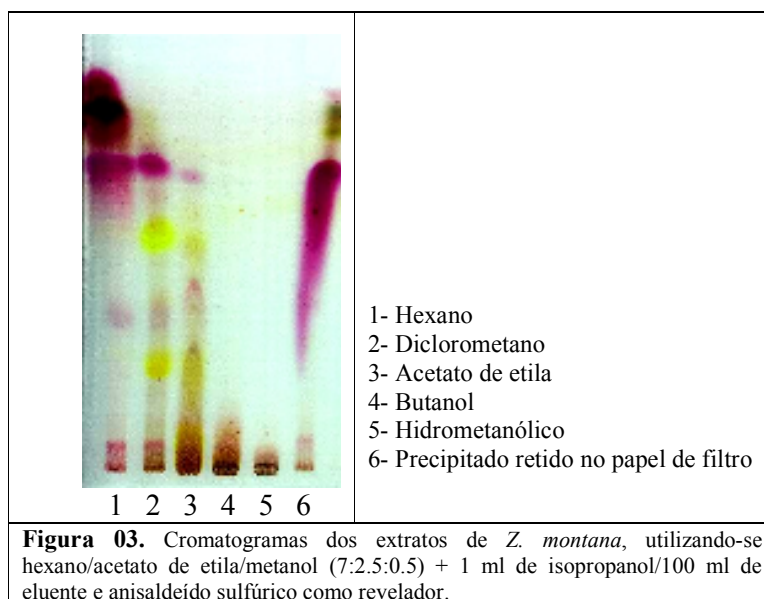 1- Hexano
2- Diclorometano
3- Acetato de etila
4- Butanol
5- Hidrometanólico
6- Precipitado retido no papel de filtro
1 2 3 4 5 6
Figura 03. Cromatogramas dos extratos de Z. montana, utilizando-se
hexano/acetato de etila/metanol (7:2.5:0.5) + 1 ml de isopropanol/100 ml de
eluente e anisaldeído sulfúrico como revelador.